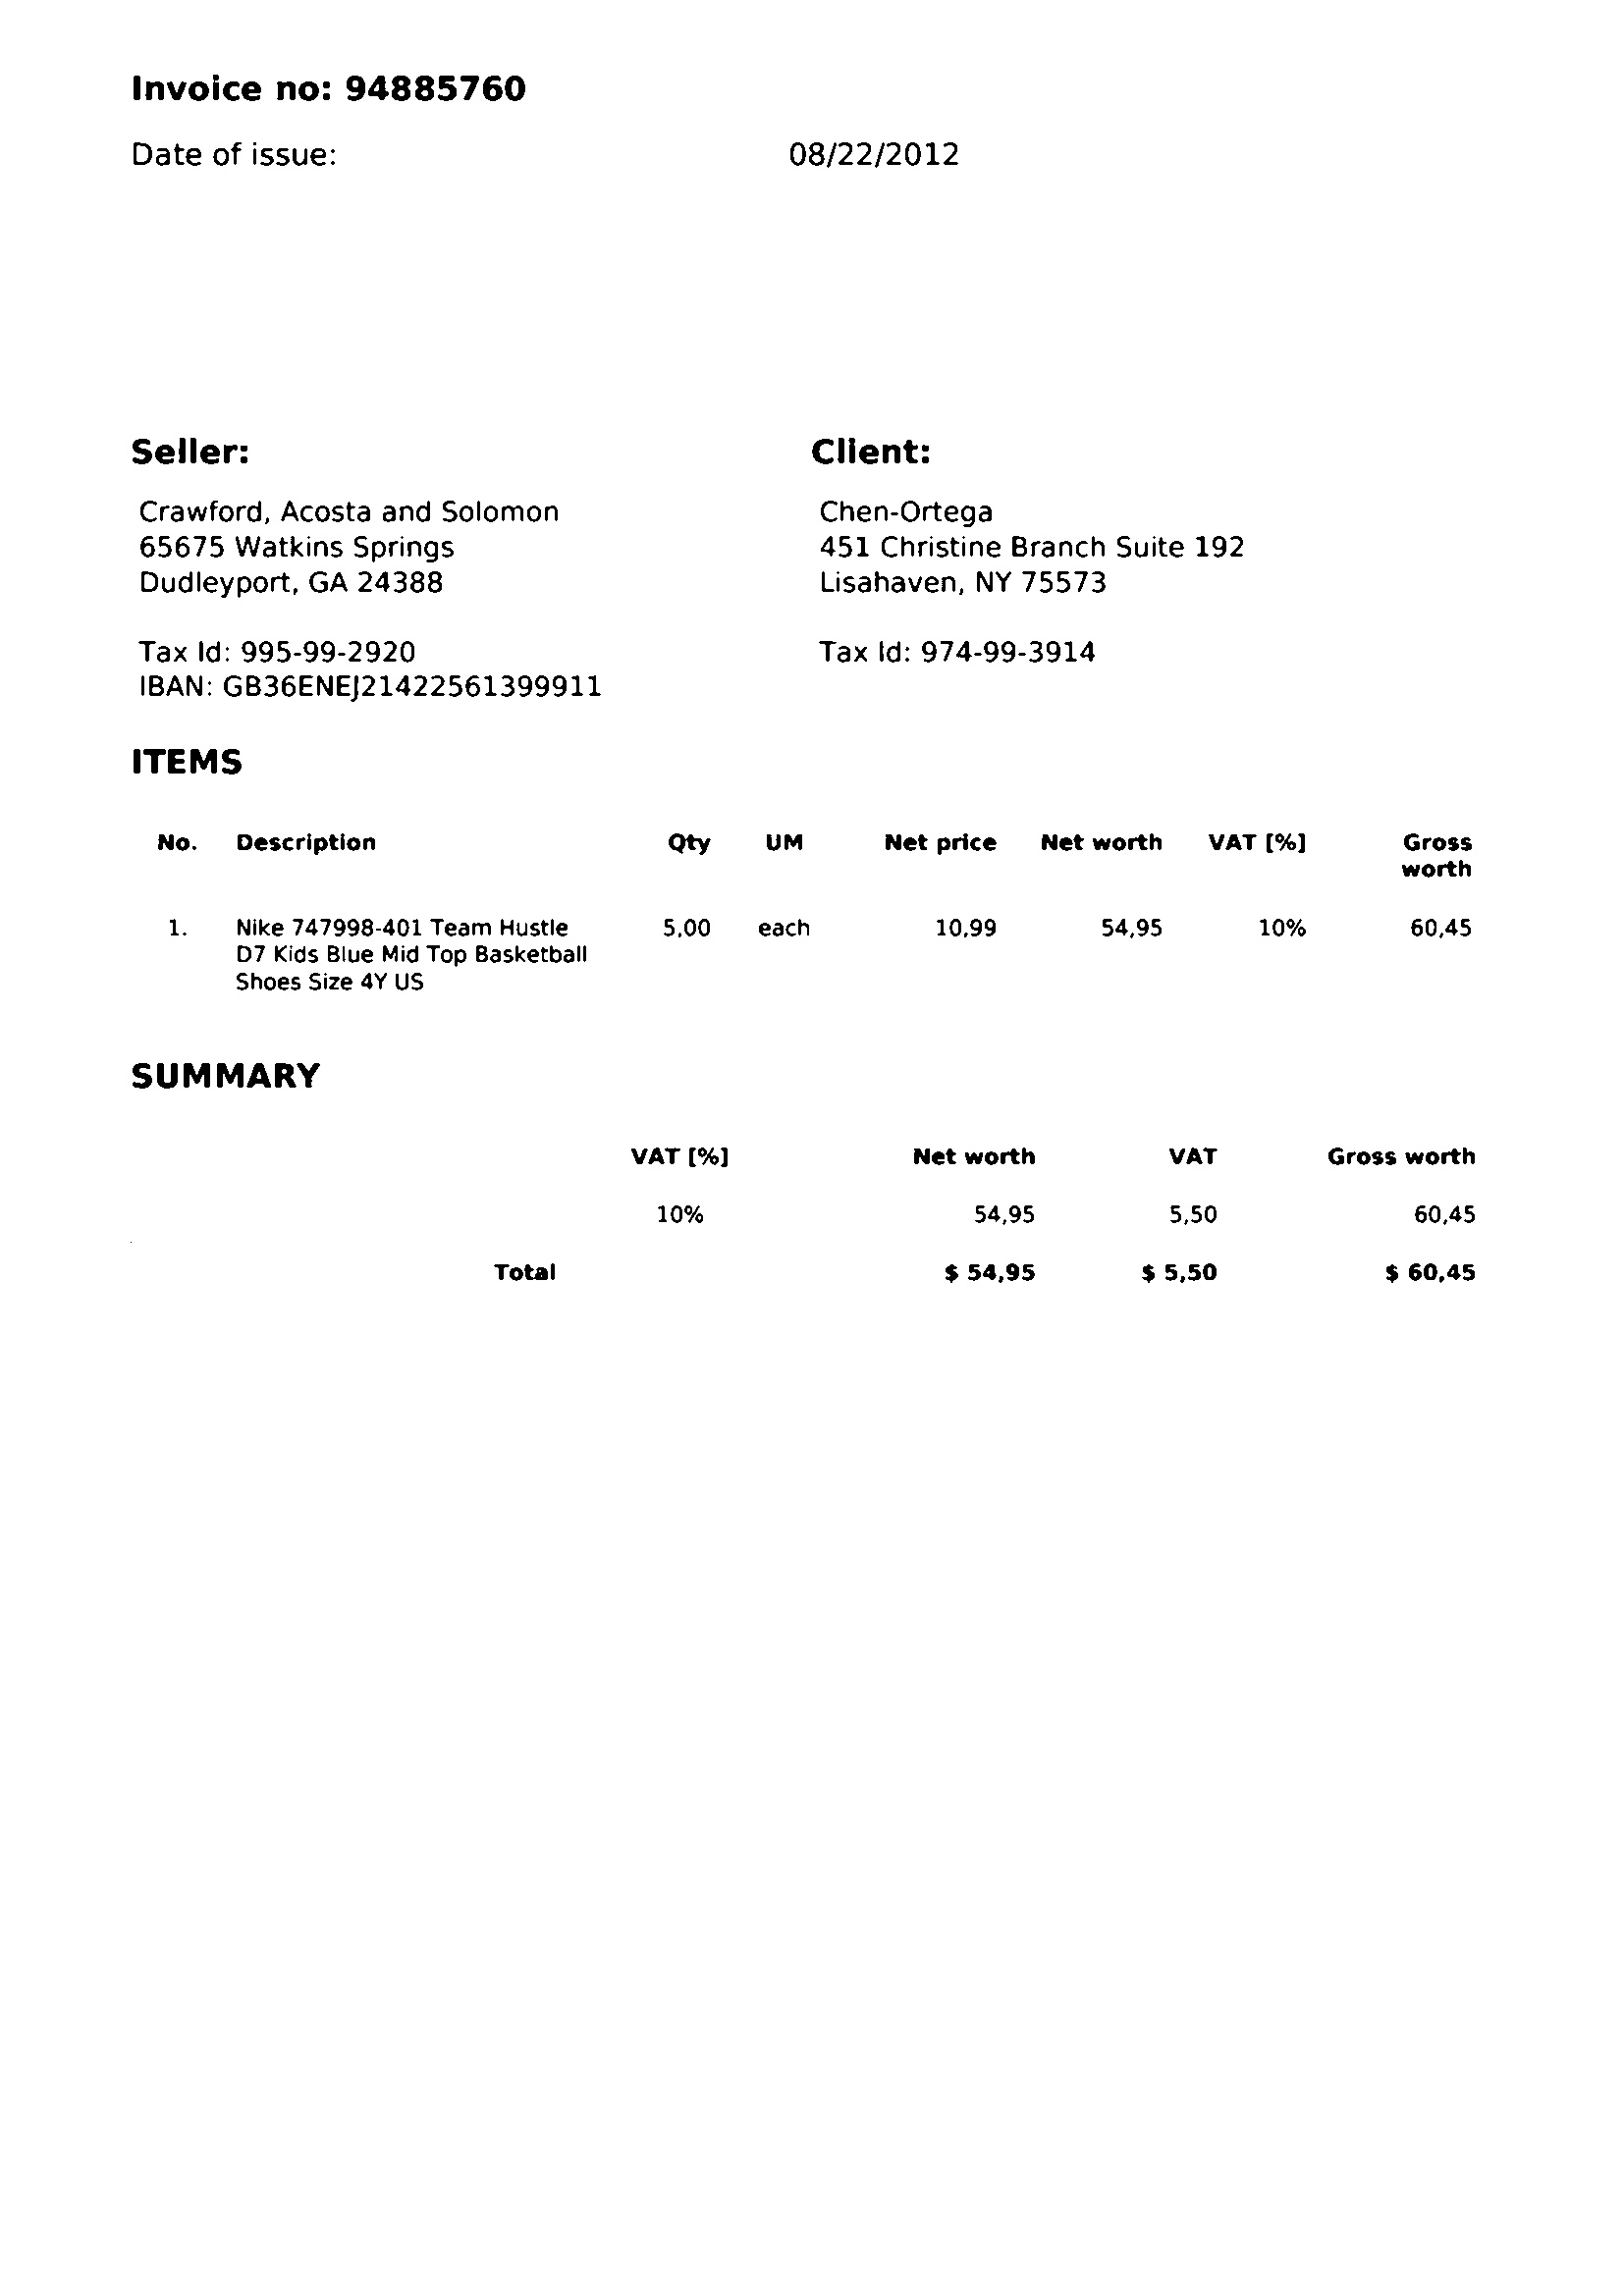 Invoice no: 94885760
Date of issue: 08/22/2012
Seller: Client:
Crawford, Acosta and Solomon Chen-Ortega
65675 Watkins Springs 451 Christine Branch Suite 192
Dudleyport, GA 24388 Lisahaven, NY 75573
Tax Id: 995-99-2920 Tax Id: 974-99-3914
IBAN: GB36ENEJ21422561399911
ITEMS
No. Description Qty UM Net price Net worth VAT [%] Gross
worth
1. Nike 747998-401 Team Hustle 5,00 each 10,99 54,95 10% 60,45
D7 Kids Blue Mid Top Basketball
Shoes Size 4Y US
SUMMARY
VAT [%] Net worth VAT Gross worth
10% 54,95 5,50 60,45
Total $ 54,95 $ 5,50 $ 60,45